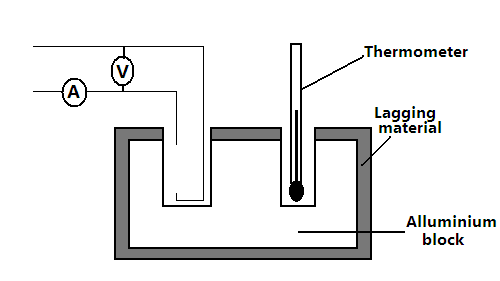 Thermometer
V
A
Lagging
material
Alluminium
block